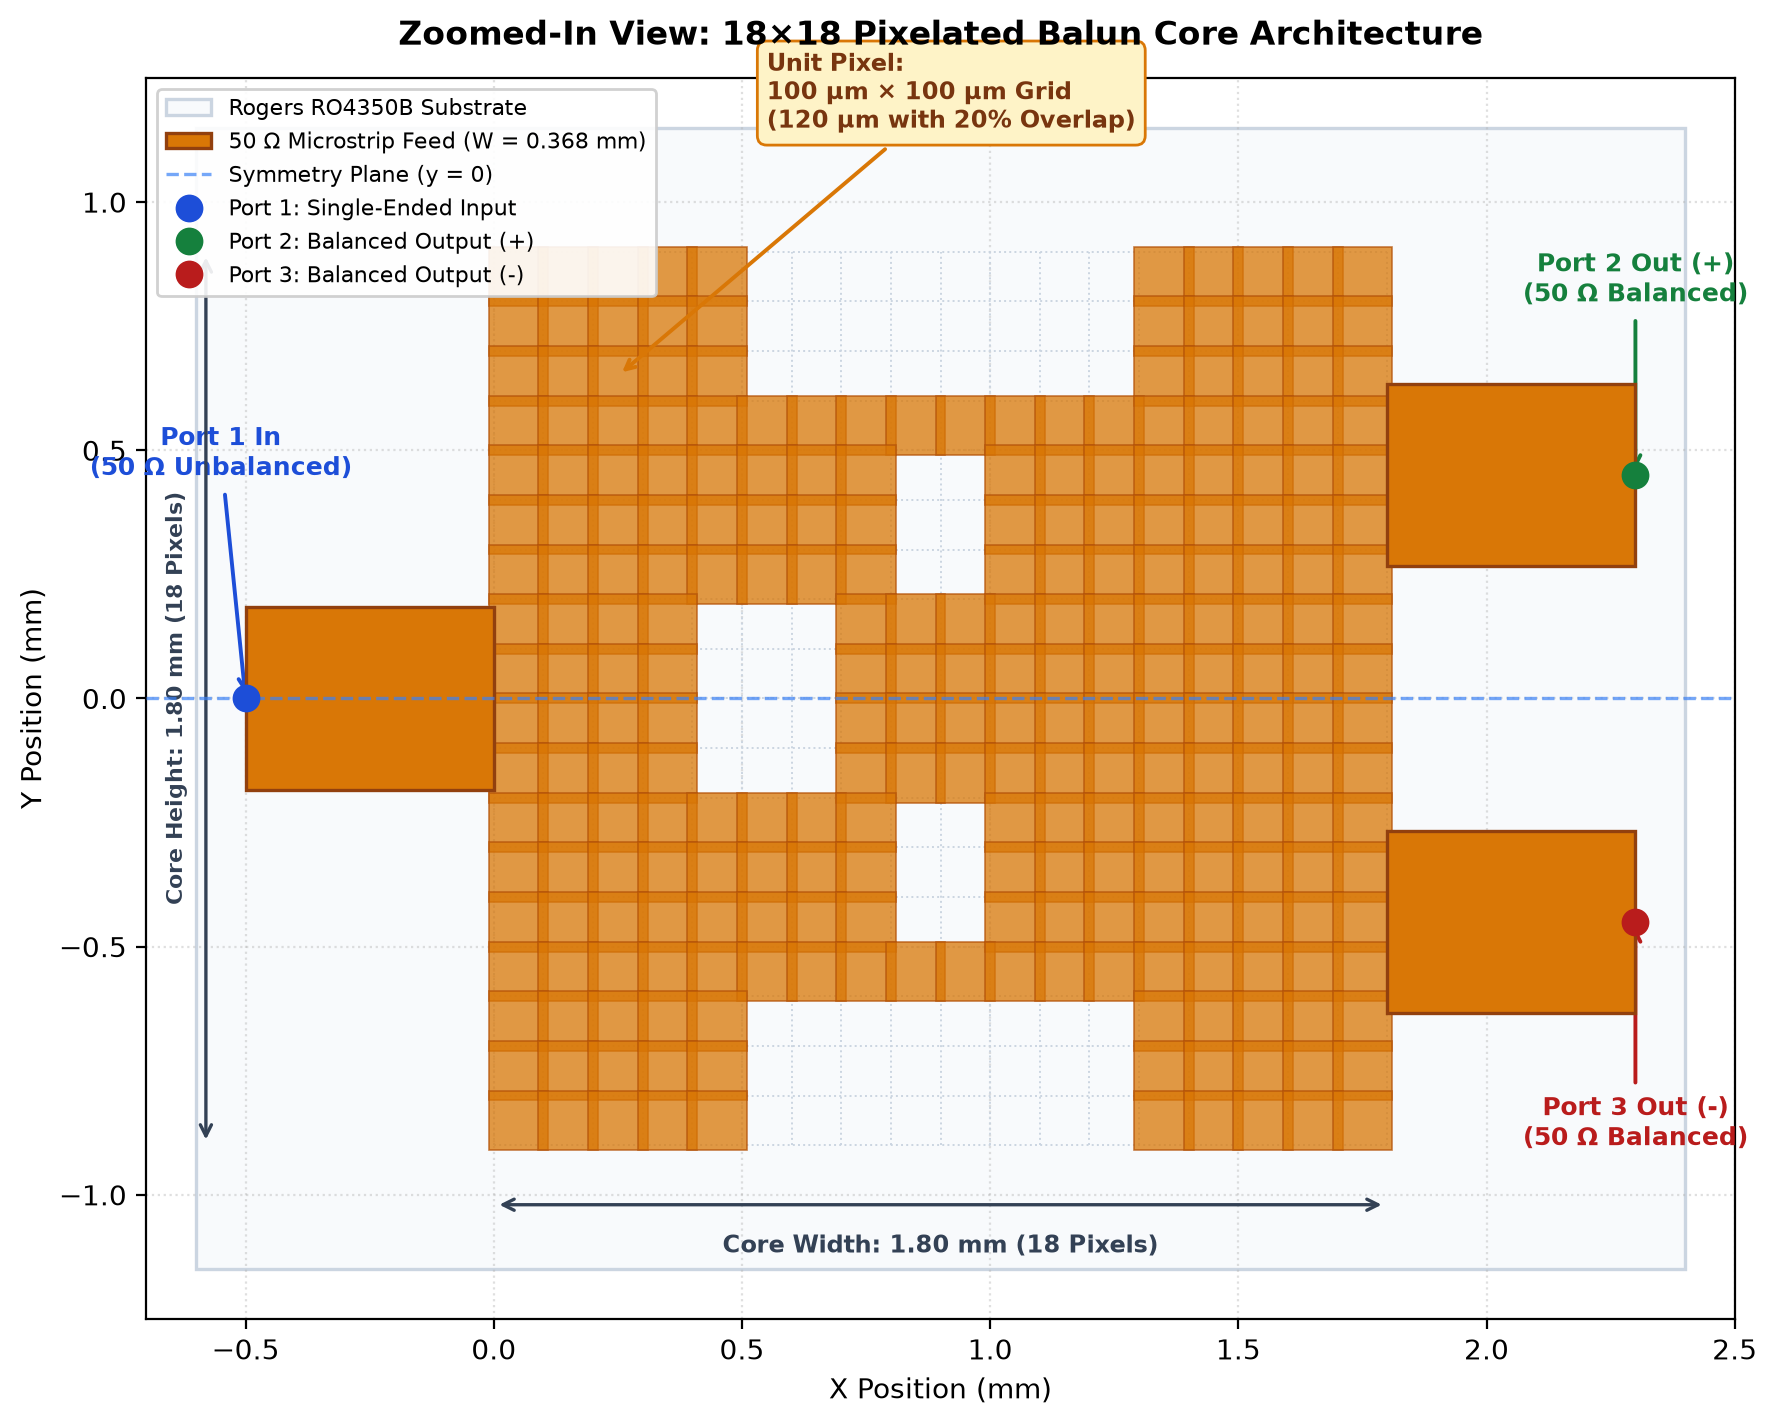 Zoomed-In View: 18×18 Pixelated Balun Core Architecture
Unit Pixel:
100 µm × 100 µm Grid
(120 µm with 20% Overlap)
Rogers RO4350B Substrate
50 Ω Microstrip Feed (W = 0.368 mm)
Symmetry Plane (y = 0)
Port 1: Single-Ended Input
Port 2: Balanced Output (+)
Port 3: Balanced Output (-)
Port 2 Out (+)
(50 Ω Balanced)
Port 1 In
(50 Ω Unbalanced)
Core Height: 1.80 mm (18 Pixels)
Port 3 Out (-)
(50 Ω Balanced)
Core Width: 1.80 mm (18 Pixels)
Y Position (mm)
1.0
0.5
0.0
−0.5
−1.0
−0.5
0.0
0.5
1.0
1.5
2.0
2.5
X Position (mm)